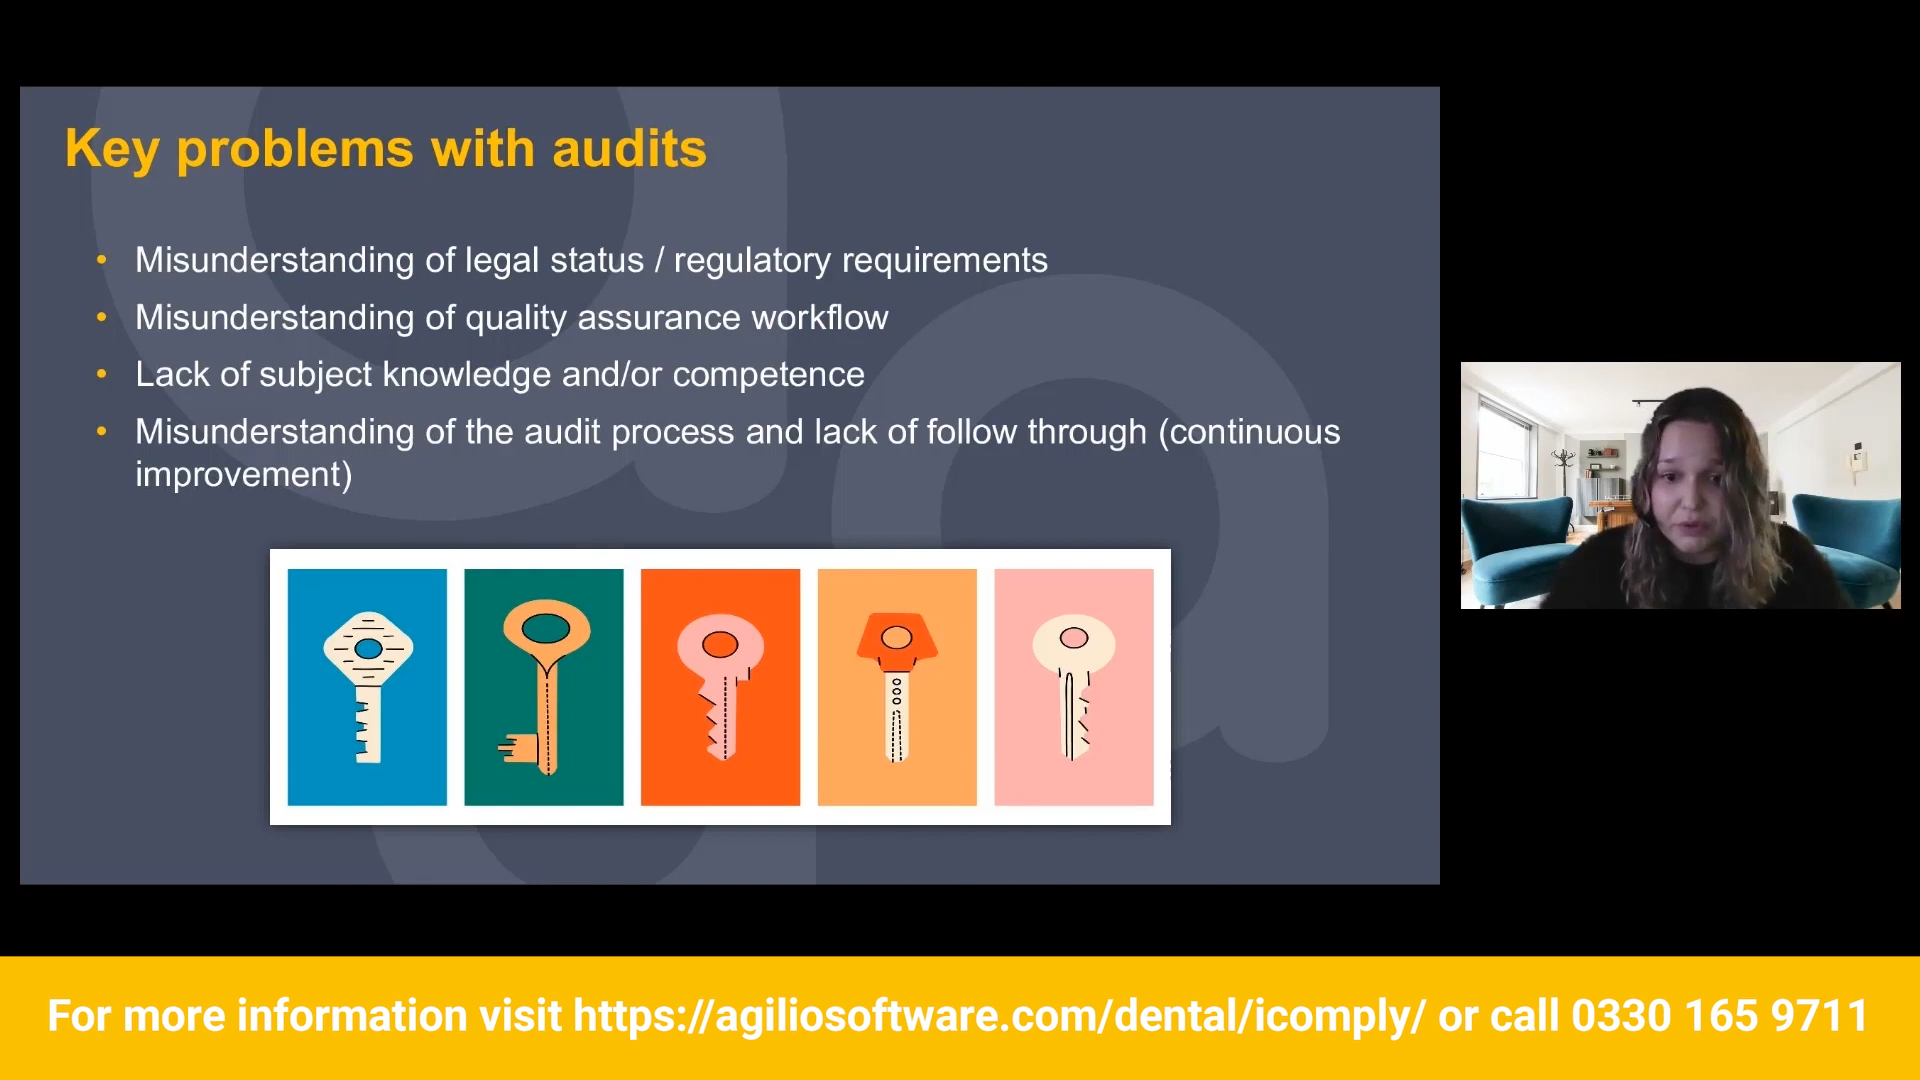 Key problems with audits
• Misunderstanding of legal status / regulatory requirements
• Misunderstanding of quality assurance workflow
• Lack of subject knowledge and/or competence
• Misunderstanding of the audit process and lack of follow through (continuous
improvement)
For more information visit https://agiliosoftware.com/dental/icomply/ or call 0330 165 9711